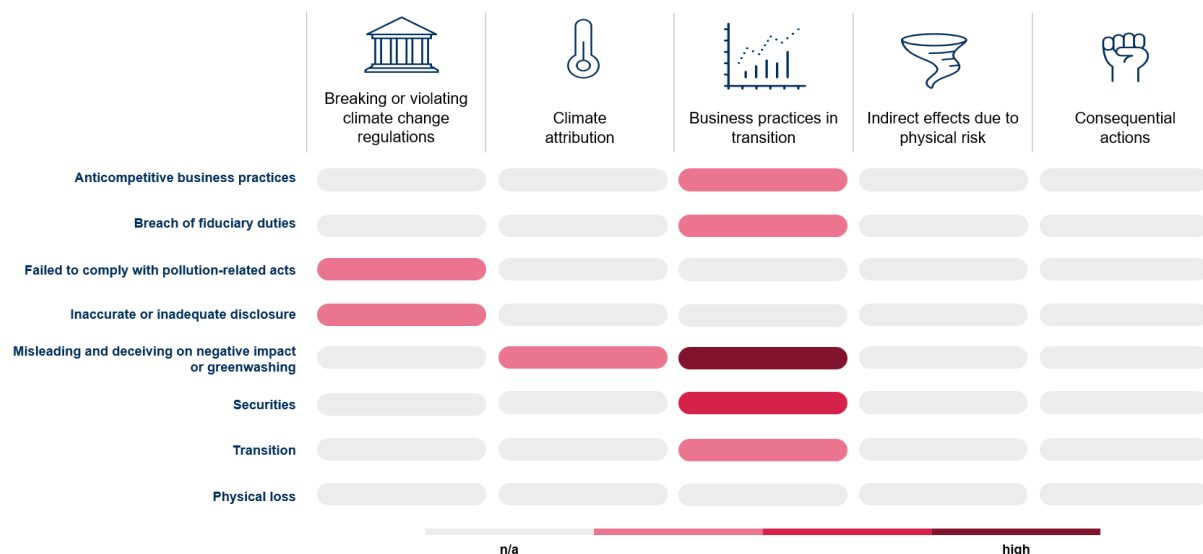 Breaking or violating
climate change
regulations
Climate
attribution
Business practices in
transition
Indirect effects due to
physical risk
Consequential
actions
Anticompetitive business practices
Breach of fiduciary duties
Failed to comply with pollution-related acts
Inaccurate or inadequate disclosure
Misleading and deceiving on negative impact
or greenwashing
Securities
Transition
Physical loss
n/a
high